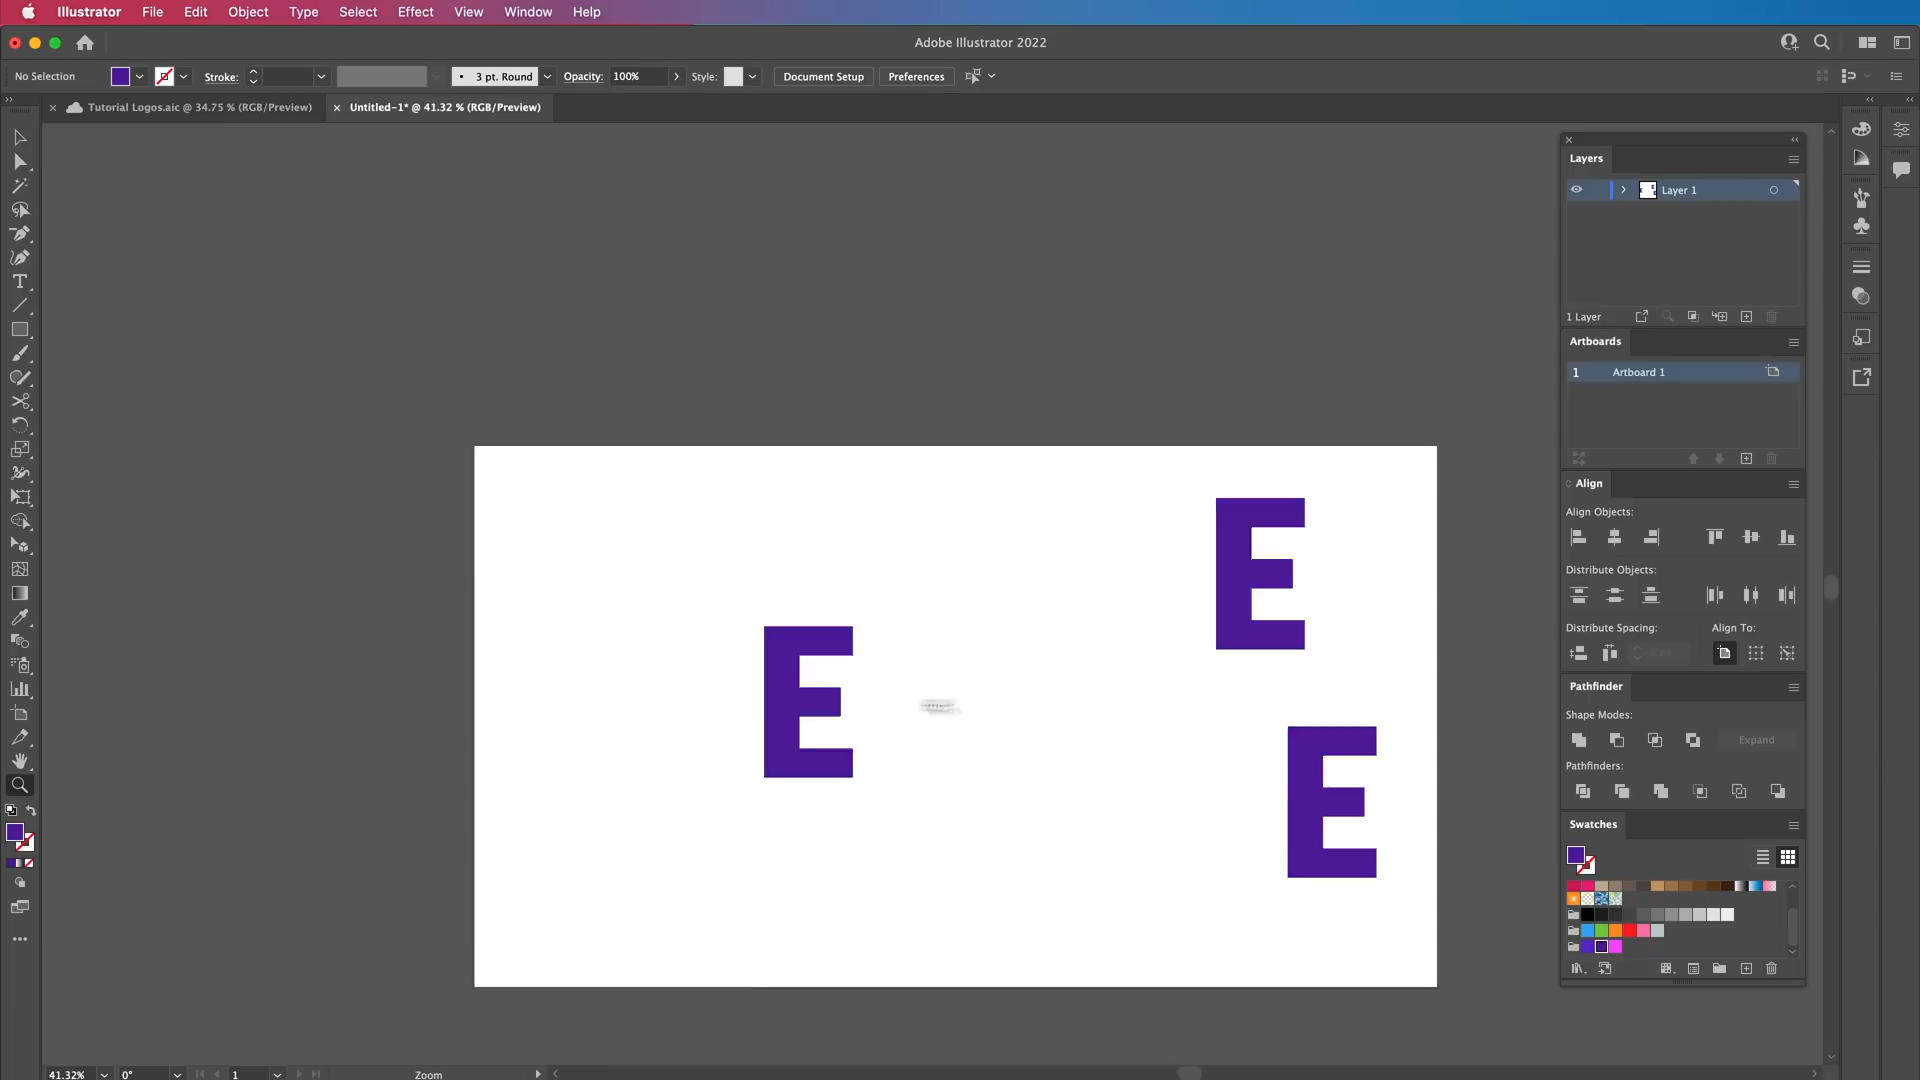 Illustrator File Edit Object Type Select Effect View Window Help
Adobe Illustrator 2022
No Selection Stroke: 3 pt. Round Opacity: 100% Style: Document Setup Preferences
Tutorial Logos.aic @ 34.75 % (RGB/Preview) Untitled-1* @ 41.32 % (RGB/Preview)
Layers
Layer 1
1 Layer
Artboards
1 Artboard 1
Align
Align Objects:
Distribute Objects:
Distribute Spacing: Align To:
Pathfinder
Shape Modes:
Expand
Pathfinders:
Swatches
E
E
E
41.32% 0° 1 Zoom